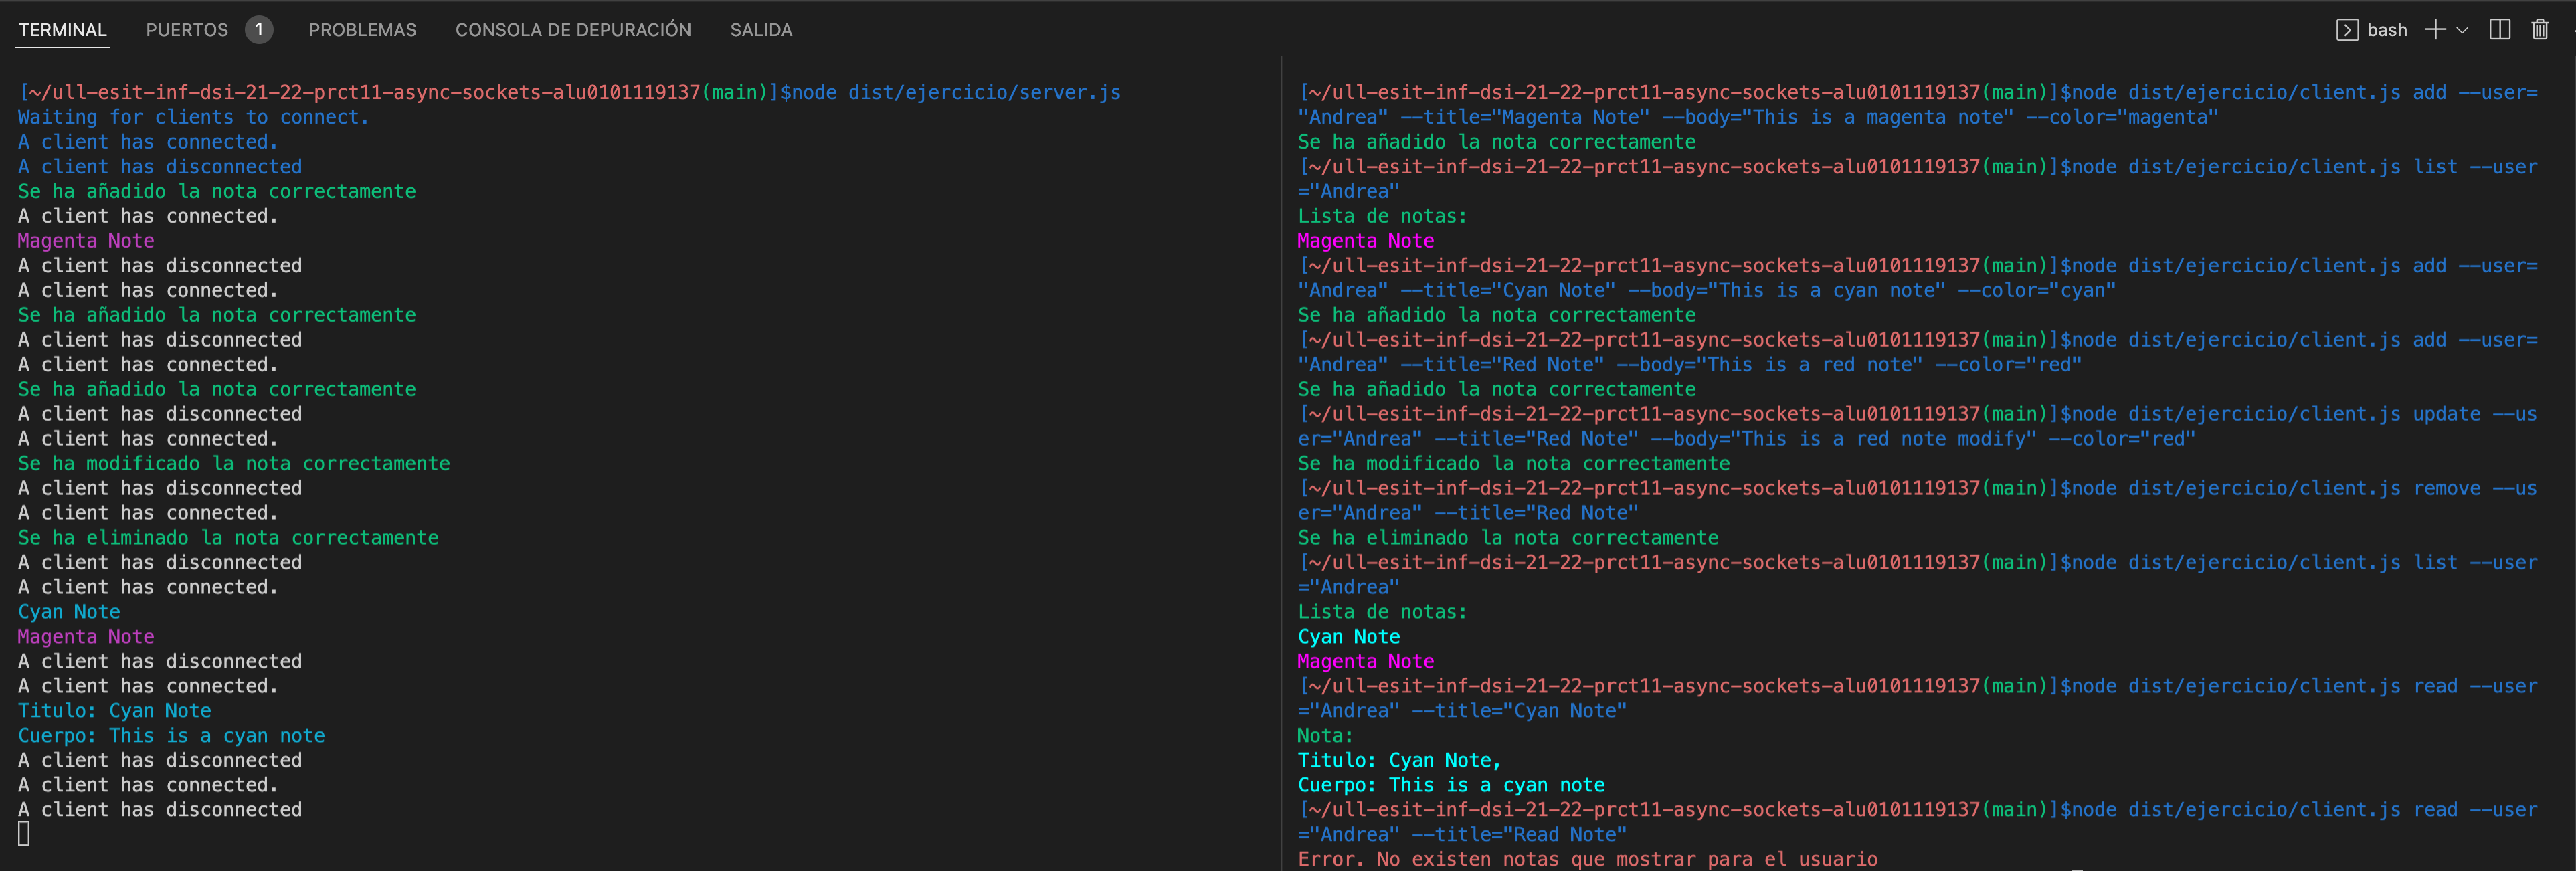 TERMINAL PUERTOS 1 PROBLEMAS CONSOLA DE DEPURACIÓN SALIDA bash
[~/ull-esit-inf-dsi-21-22-prct11-async-sockets-alu0101119137(main)]$node dist/ejercicio/server.js
Waiting for clients to connect.
A client has connected.
A client has disconnected
Se ha añadido la nota correctamente
A client has connected.
Magenta Note
A client has disconnected
A client has connected.
Se ha añadido la nota correctamente
A client has disconnected
A client has connected.
Se ha añadido la nota correctamente
A client has disconnected
A client has connected.
Se ha modificado la nota correctamente
A client has disconnected
A client has connected.
Se ha eliminado la nota correctamente
A client has disconnected
A client has connected.
Cyan Note
Magenta Note
A client has disconnected
A client has connected.
Titulo: Cyan Note
Cuerpo: This is a cyan note
A client has disconnected
A client has connected.
A client has disconnected
[~/ull-esit-inf-dsi-21-22-prct11-async-sockets-alu0101119137(main)]$node dist/ejercicio/client.js add --user=
"Andrea" --title="Magenta Note" --body="This is a magenta note" --color="magenta"
Se ha añadido la nota correctamente
[~/ull-esit-inf-dsi-21-22-prct11-async-sockets-alu0101119137(main)]$node dist/ejercicio/client.js list --user
="Andrea"
Lista de notas:
Magenta Note
[~/ull-esit-inf-dsi-21-22-prct11-async-sockets-alu0101119137(main)]$node dist/ejercicio/client.js add --user=
"Andrea" --title="Cyan Note" --body="This is a cyan note" --color="cyan"
Se ha añadido la nota correctamente
[~/ull-esit-inf-dsi-21-22-prct11-async-sockets-alu0101119137(main)]$node dist/ejercicio/client.js add --user=
"Andrea" --title="Red Note" --body="This is a red note" --color="red"
Se ha añadido la nota correctamente
[~/ull-esit-inf-dsi-21-22-prct11-async-sockets-alu0101119137(main)]$node dist/ejercicio/client.js update --us
er="Andrea" --title="Red Note" --body="This is a red note modify" --color="red"
Se ha modificado la nota correctamente
[~/ull-esit-inf-dsi-21-22-prct11-async-sockets-alu0101119137(main)]$node dist/ejercicio/client.js remove --us
er="Andrea" --title="Red Note"
Se ha eliminado la nota correctamente
[~/ull-esit-inf-dsi-21-22-prct11-async-sockets-alu0101119137(main)]$node dist/ejercicio/client.js list --user
="Andrea"
Lista de notas:
Cyan Note
Magenta Note
[~/ull-esit-inf-dsi-21-22-prct11-async-sockets-alu0101119137(main)]$node dist/ejercicio/client.js read --user
="Andrea" --title="Cyan Note"
Nota:
Titulo: Cyan Note,
Cuerpo: This is a cyan note
[~/ull-esit-inf-dsi-21-22-prct11-async-sockets-alu0101119137(main)]$node dist/ejercicio/client.js read --user
="Andrea" --title="Read Note"
Error. No existen notas que mostrar para el usuario